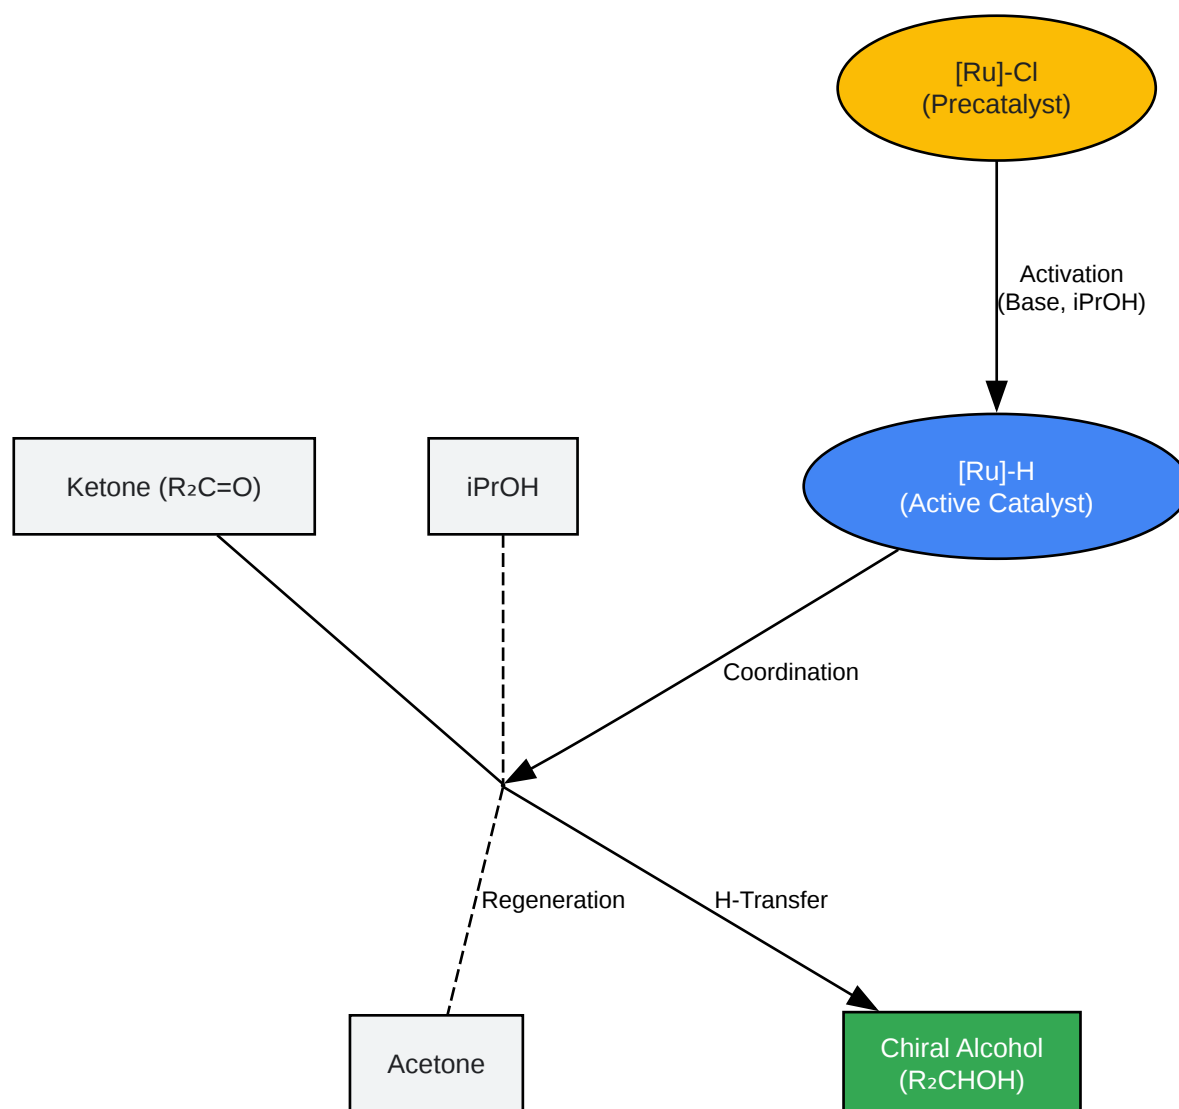 [Ru]-Cl
(Precatalyst)
Activation
(Base, iPrOH)
Ketone (R₂C=O)
iPrOH
[Ru]-H
(Active Catalyst)
Coordination
Regeneration
H-Transfer
Acetone
Chiral Alcohol
(R₂CHOH)